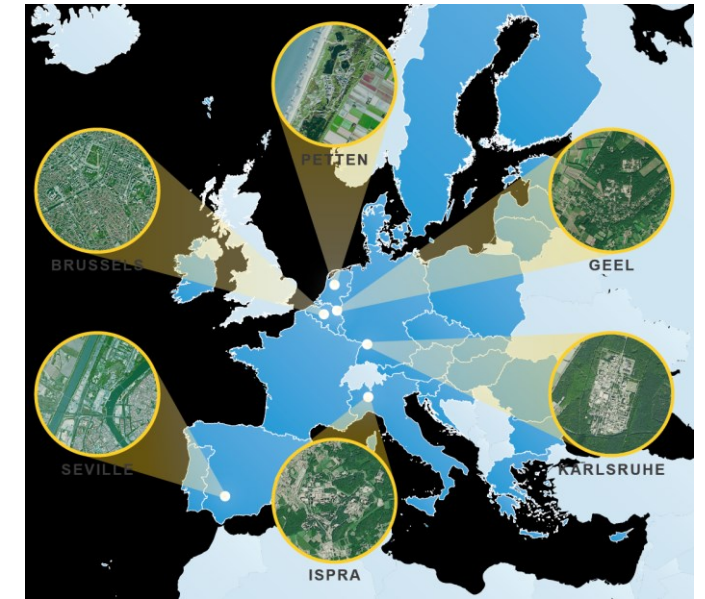 PETTEN
BRUSSELS
GEEL
SEVILLE
KARLSRUHE
ISPRA